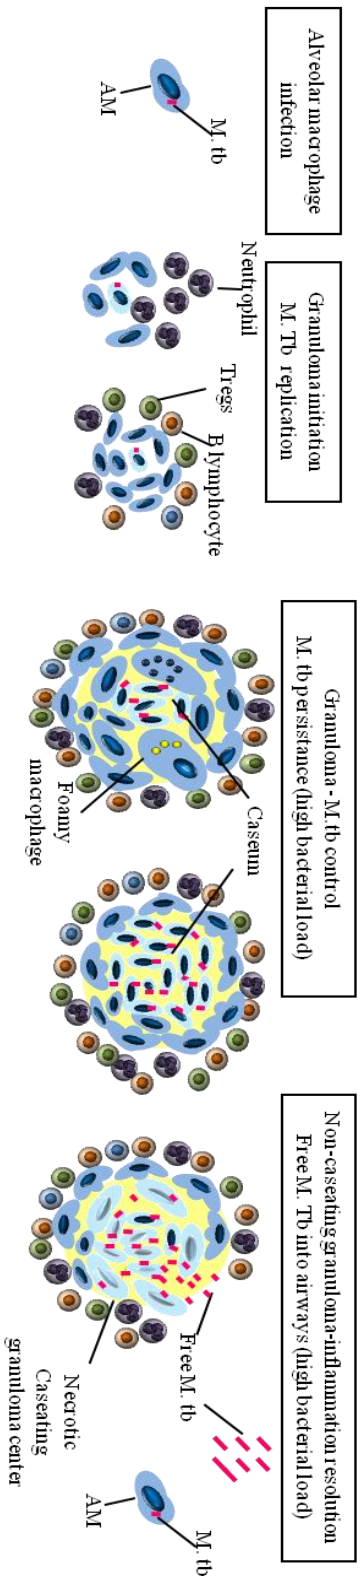 Alveolar macrophage
infection
Granuloma initiation
M. Tb replication
Granuloma - M.tb control
M. tb persistance (high bacterial load)
Non-caseating granuloma-inflammation resolution
Free M. Tb into airways (high bacterial load)
M. tb
AM
Neutrophil
Tregs
B lymphocyte
Caseum
Foamy
macrophage
Free M. tb
Necrotic
Caseating
granuloma center
M. tb
AM